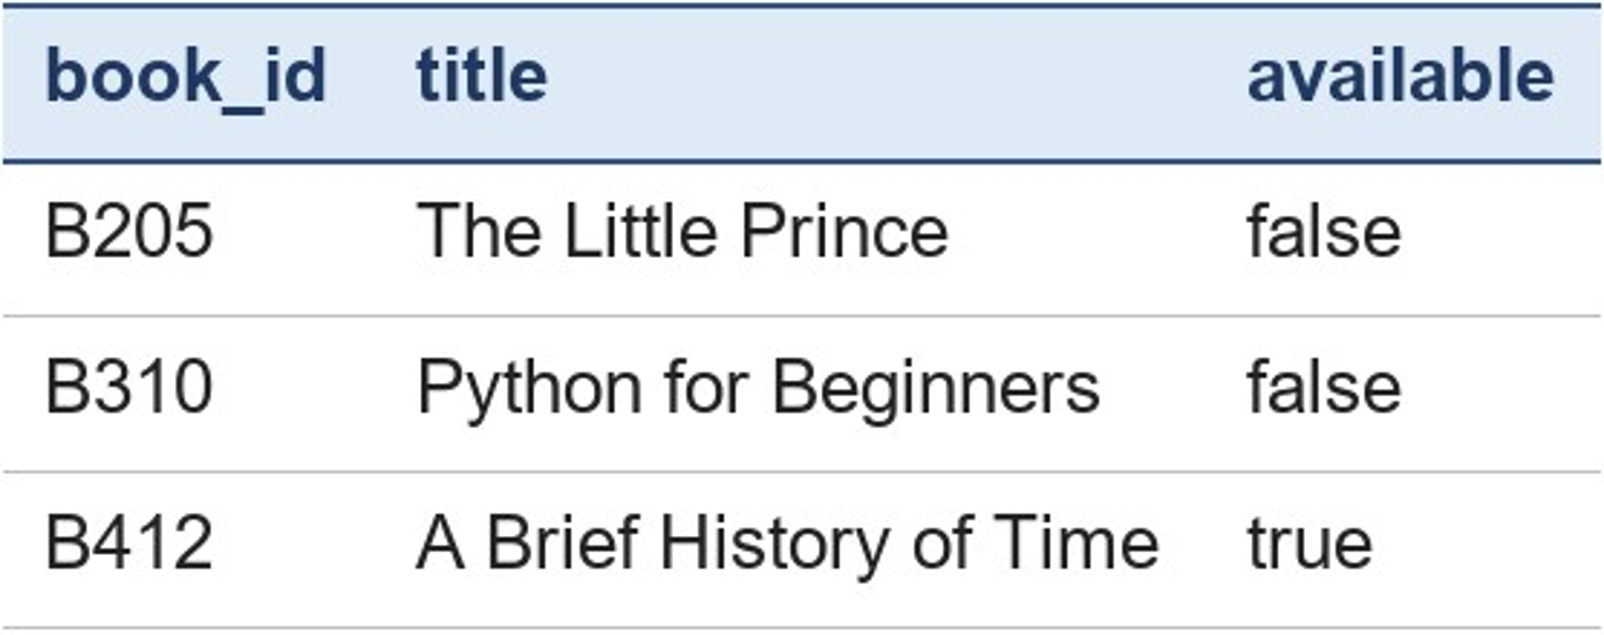 book_id title available
B205 The Little Prince false
B310 Python for Beginners false
B412 A Brief History of Time true